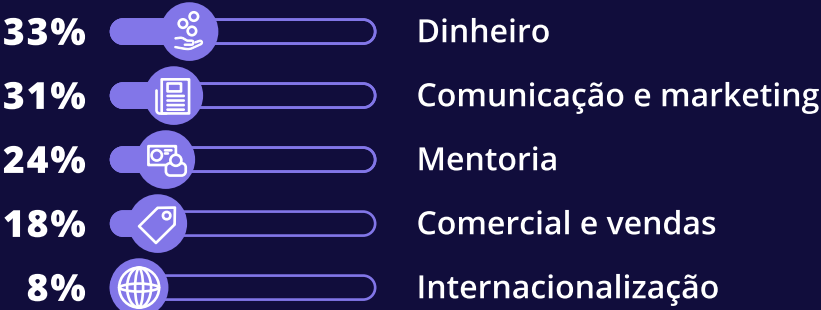 33% Dinheiro
31% Comunicação e marketing
24% Mentoria
18% Comercial e vendas
8% Internacionalização